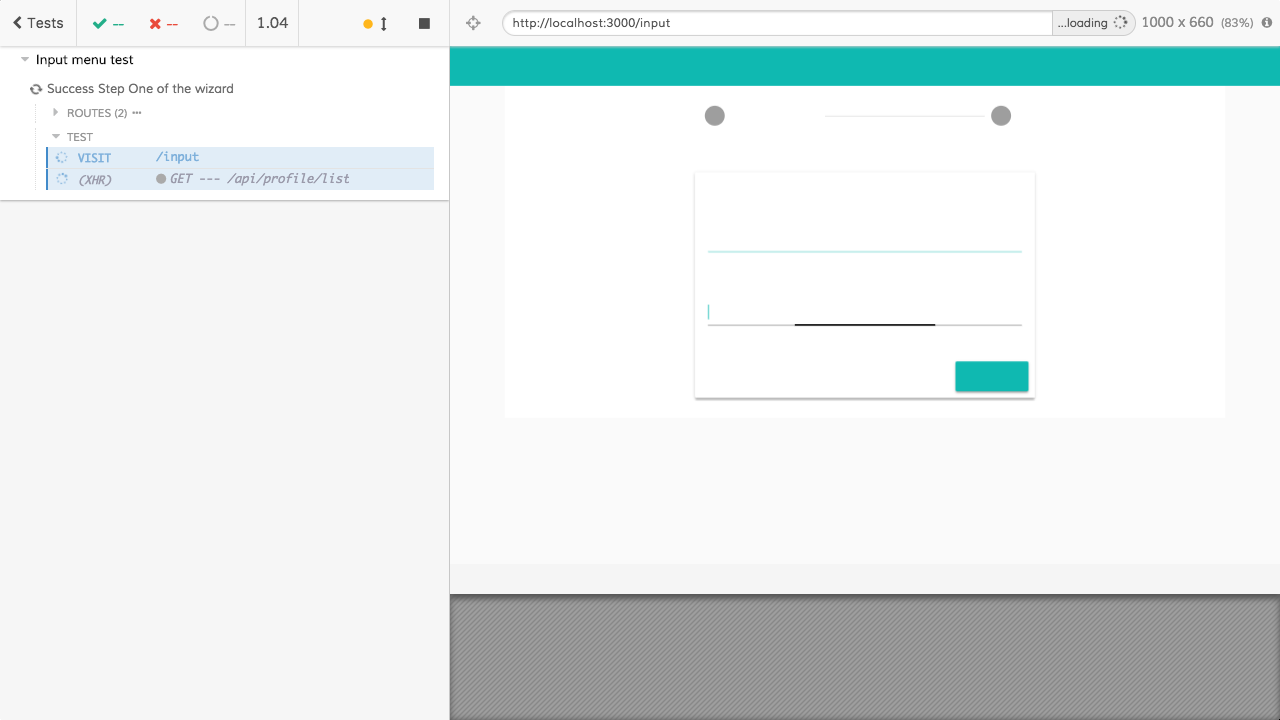 Tests -- -- -- 1.04
http://localhost:3000/input ...loading 1000 x 660 (83%)
Input menu test
Success Step One of the wizard
ROUTES (2)
TEST
VISIT /input
(XHR) GET --- /api/profile/list